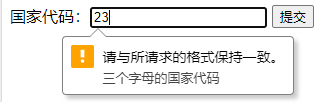 国家代码：23 提交
请与所请求的格式保持一致。
三个字母的国家代码